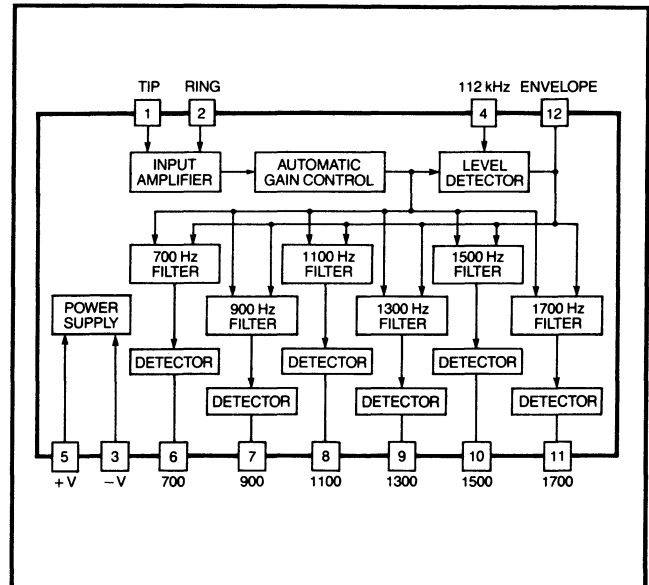 TIP RING 112 kHz ENVELOPE
1 2 4 12
INPUT AMPLIFIER
AUTOMATIC GAIN CONTROL
LEVEL DETECTOR
700 Hz FILTER
1100 Hz FILTER
1500 Hz FILTER
POWER SUPPLY
900 Hz FILTER
1300 Hz FILTER
1700 Hz FILTER
DETECTOR DETECTOR DETECTOR
DETECTOR DETECTOR DETECTOR
5 3 6 7 8 9 10 11
+V −V 700 900 1100 1300 1500 1700